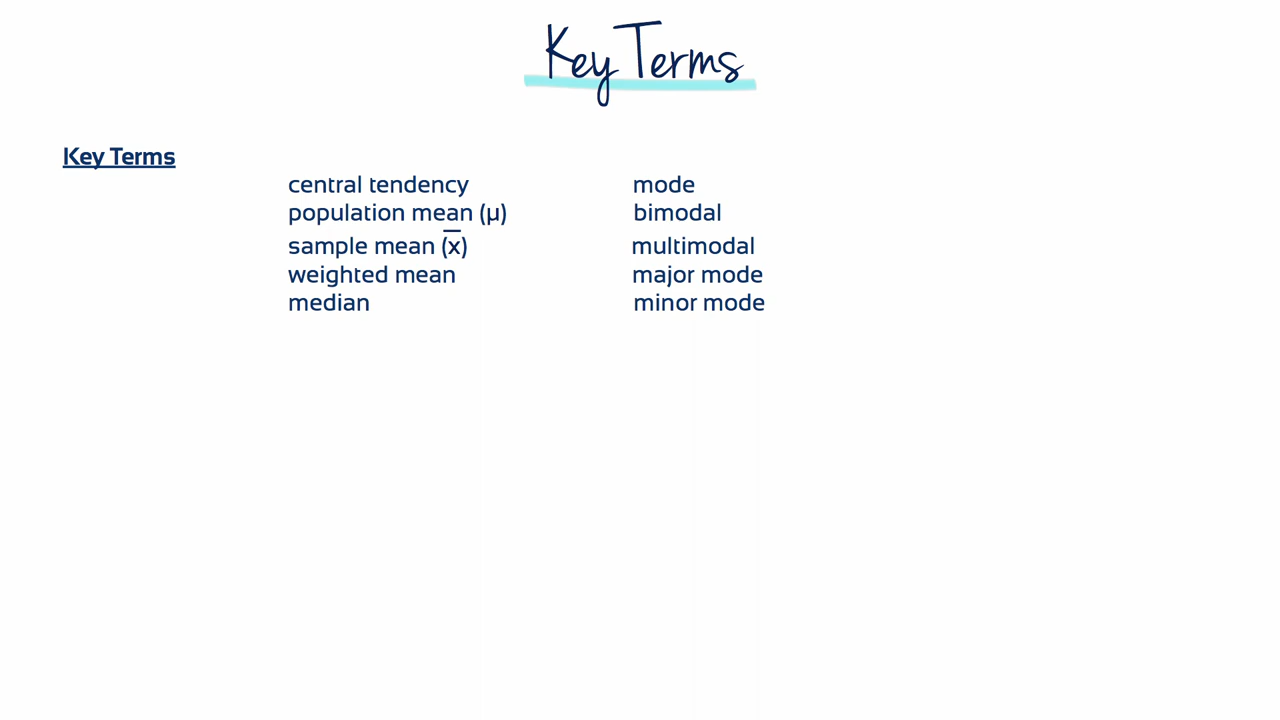 Key Terms
Key Terms
central tendency
population mean (μ)
sample mean (x̅)
weighted mean
median
mode
bimodal
multimodal
major mode
minor mode